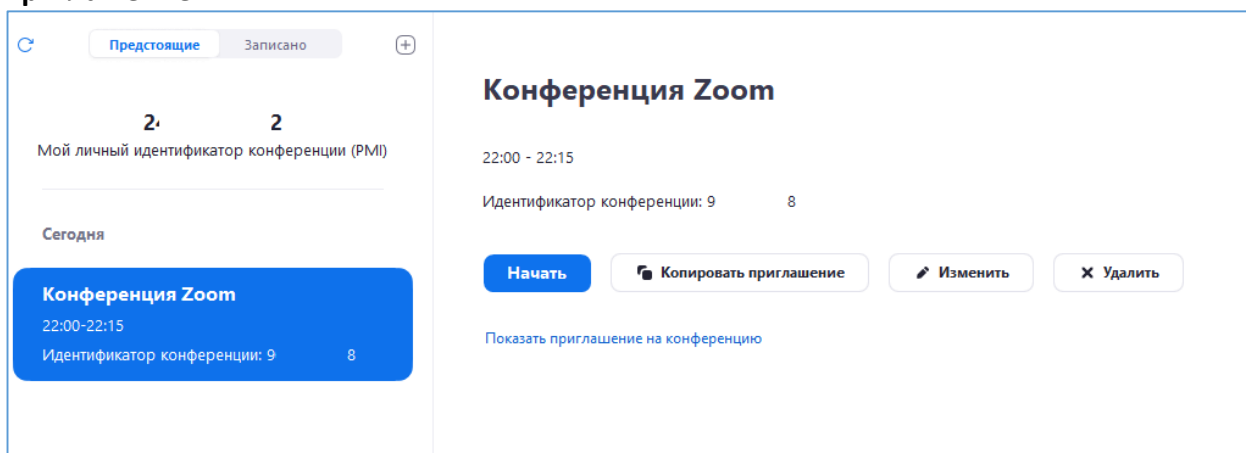 Предстоящие
Записано
24 2
Мой личный идентификатор конференции (PMI)
Сегодня
Конференция Zoom
22:00-22:15
Идентификатор конференции: 9 8
Конференция Zoom
22:00 - 22:15
Идентификатор конференции: 9 8
Начать
Копировать приглашение
Изменить
Удалить
Показать приглашение на конференцию